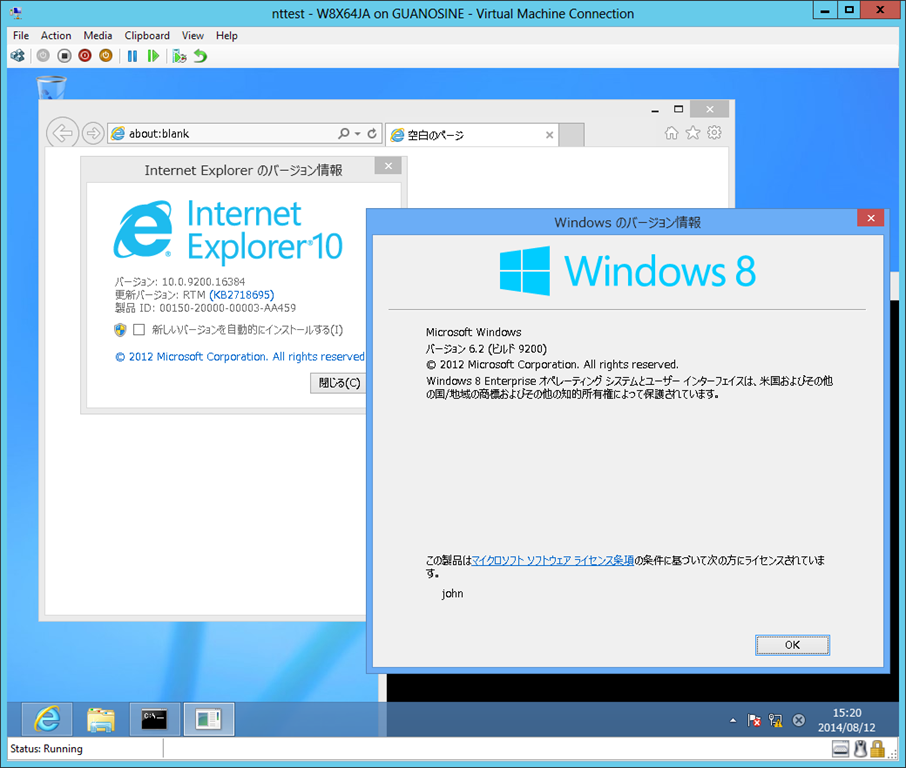 nttest - W8X64JA on GUANOSINE - Virtual Machine Connection
File Action Media Clipboard View Help
about:blank
空白のページ
Internet Explorer のバージョン情報
Internet
Explorer®10
バージョン: 10.0.9200.16384
更新バージョン: RTM (KB2718695)
製品 ID: 00150-20000-00003-AA459
新しいバージョンを自動的にインストールする(I)
© 2012 Microsoft Corporation. All rights reserved
閉じる(C)
Windows のバージョン情報
Windows 8
Microsoft Windows
バージョン 6.2 (ビルド 9200)
© 2012 Microsoft Corporation. All rights reserved.
Windows 8 Enterprise オペレーティング システムとユーザー インターフェイスは、米国およびその他
の国/地域の商標およびその他の知的所有権によって保護されています。
この製品はマイクロソフト ソフトウェア ライセンス条項の条件に基づいて次の方にライセンスされていま
す。
john
OK
C:\_
15:20
2014/08/12
Status: Running